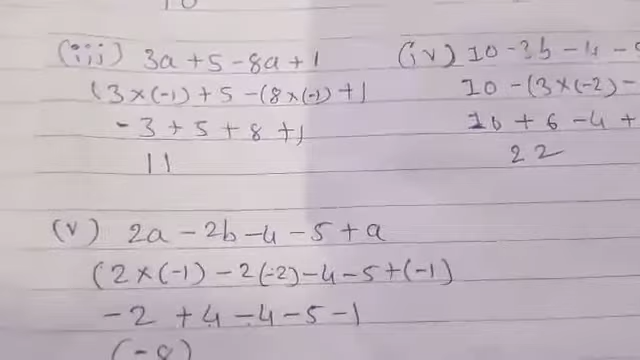 (iii) 3a + 5 - 8a + 1
(3 × (-1) + 5 - (8 × (-1) + 1
- 3 + 5 + 8 + 1
11
(iv) 10 - 3b - 4 -
10 - (3 × (-2) -
10 + 6 - 4 +
22
(v) 2a - 2b - 4 - 5 + a
(2 × (-1) - 2(-2) - 4 - 5 + (-1)
- 2 + 4 - 4 - 5 - 1
(-8)